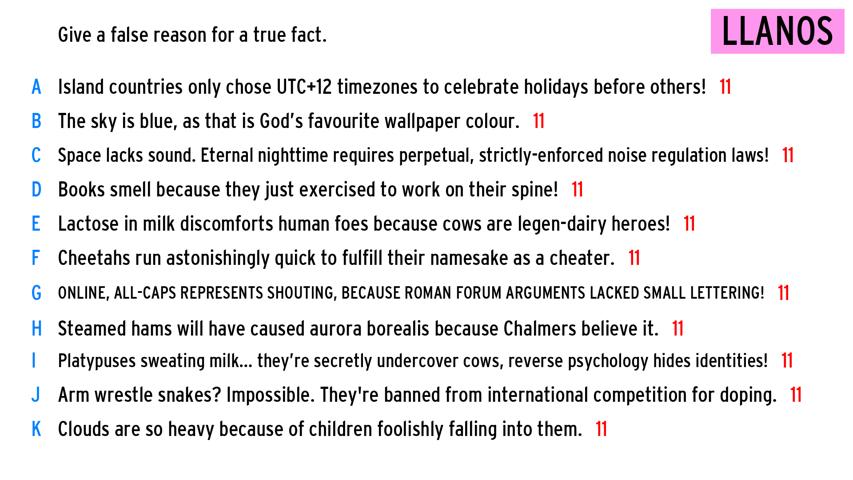 Give a false reason for a true fact.
LLANOS
A Island countries only chose UTC+12 timezones to celebrate holidays before others! 11
B The sky is blue, as that is God's favourite wallpaper colour. 11
C Space lacks sound. Eternal nighttime requires perpetual, strictly-enforced noise regulation laws! 11
D Books smell because they just exercised to work on their spine! 11
E Lactose in milk discomforts human foes because cows are legen-dairy heroes! 11
F Cheetahs run astonishingly quick to fulfill their namesake as a cheater. 11
G ONLINE, ALL-CAPS REPRESENTS SHOUTING, BECAUSE ROMAN FORUM ARGUMENTS LACKED SMALL LETTERING! 11
H Steamed hams will have caused aurora borealis because Chalmers believe it. 11
I Platypuses sweating milk... they're secretly undercover cows, reverse psychology hides identities! 11
J Arm wrestle snakes? Impossible. They're banned from international competition for doping. 11
K Clouds are so heavy because of children foolishly falling into them. 11